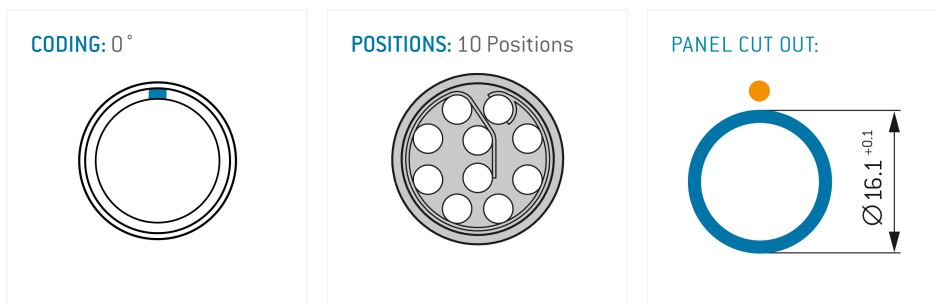 CODING: 0°
POSITIONS: 10 Positions
PANEL CUT OUT:
Ø 16.1 +0.1